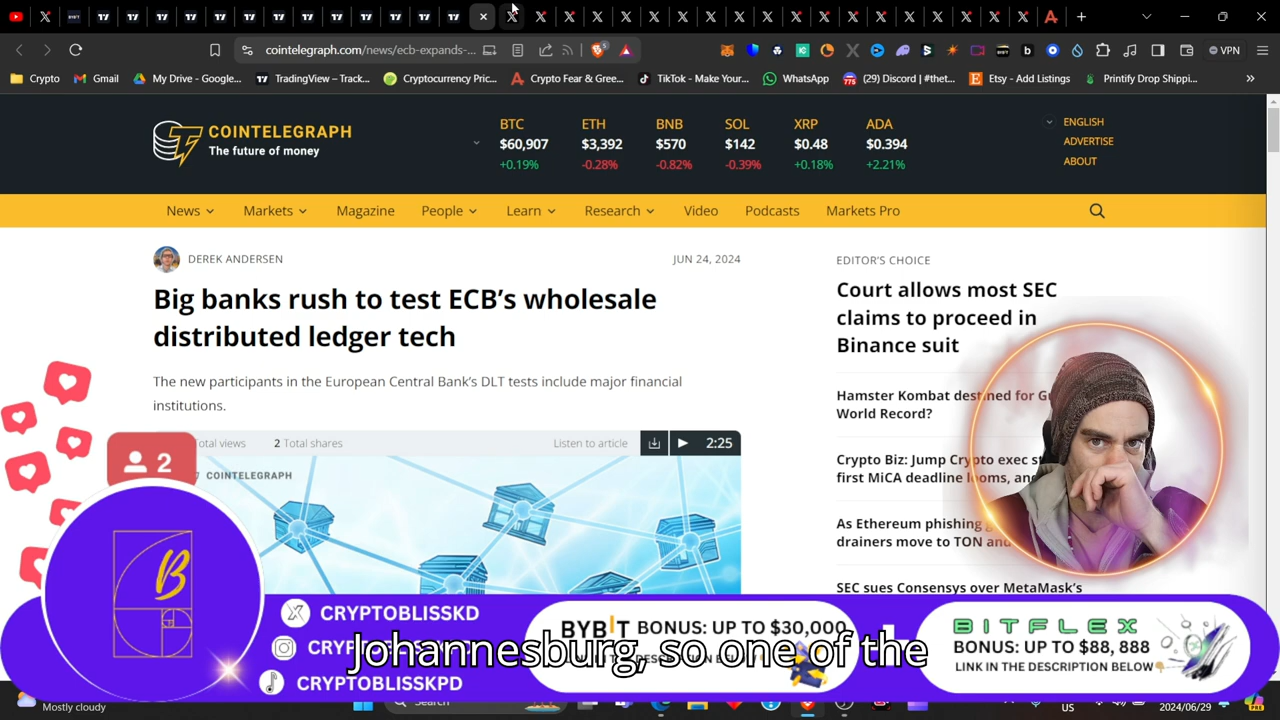 cointelegraph.com/news/ecb-expands-...
VPN
Crypto
Gmail
My Drive - Google...
TradingView – Track...
Cryptocurrency Pric...
Crypto Fear & Gree...
TikTok - Make Your...
WhatsApp
(29) Discord | #thet...
Etsy - Add Listings
Printify Drop Shippi...
COINTELEGRAPH
The future of money
BTC ETH BNB SOL XRP ADA
$60,907 $3,392 $570 $142 $0.48 $0.394
+0.19% -0.28% -0.82% -0.39% +0.18% +2.21%
ENGLISH
ADVERTISE
ABOUT
News Markets Magazine People Learn Research Video Podcasts Markets Pro
DEREK ANDERSEN
JUN 24, 2024
Big banks rush to test ECB’s wholesale
distributed ledger tech
The new participants in the European Central Bank’s DLT tests include major financial
institutions.
otal views 2 Total shares
Listen to article
2:25
COINTELEGRAPH
EDITOR’S CHOICE
Court allows most SEC
claims to proceed in
Binance suit
Hamster Kombat destined for Gu
World Record?
Crypto Biz: Jump Crypto exec st
first MiCA deadline looms, and
As Ethereum phishing g
drainers move to TON and
SEC sues Consensys over MetaMask’s
2
B
CRYPTOBLISSKD
CRYPTOBLISSKPD
BYBIT BONUS: UP TO $30,000
BITFLEX
BONUS: UP TO $88, 888
LINK IN THE DESCRIPTION BELOW
Johannesburg, so one of the
Mostly cloudy
Search
US
2024/06/29